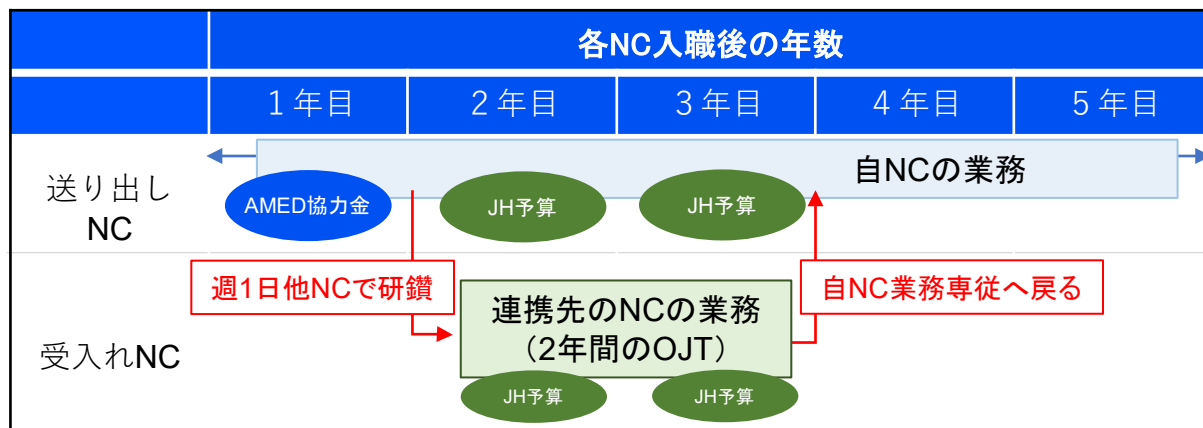 各NC入職後の年数
１年目 ２年目 ３年目 ４年目 ５年目
送り出し
NC
自NCの業務
AMED協力金 JH予算 JH予算
週1日他NCで研鑽
自NC業務専従へ戻る
受入れNC
連携先のNCの業務
（2年間のOJT）
JH予算 JH予算